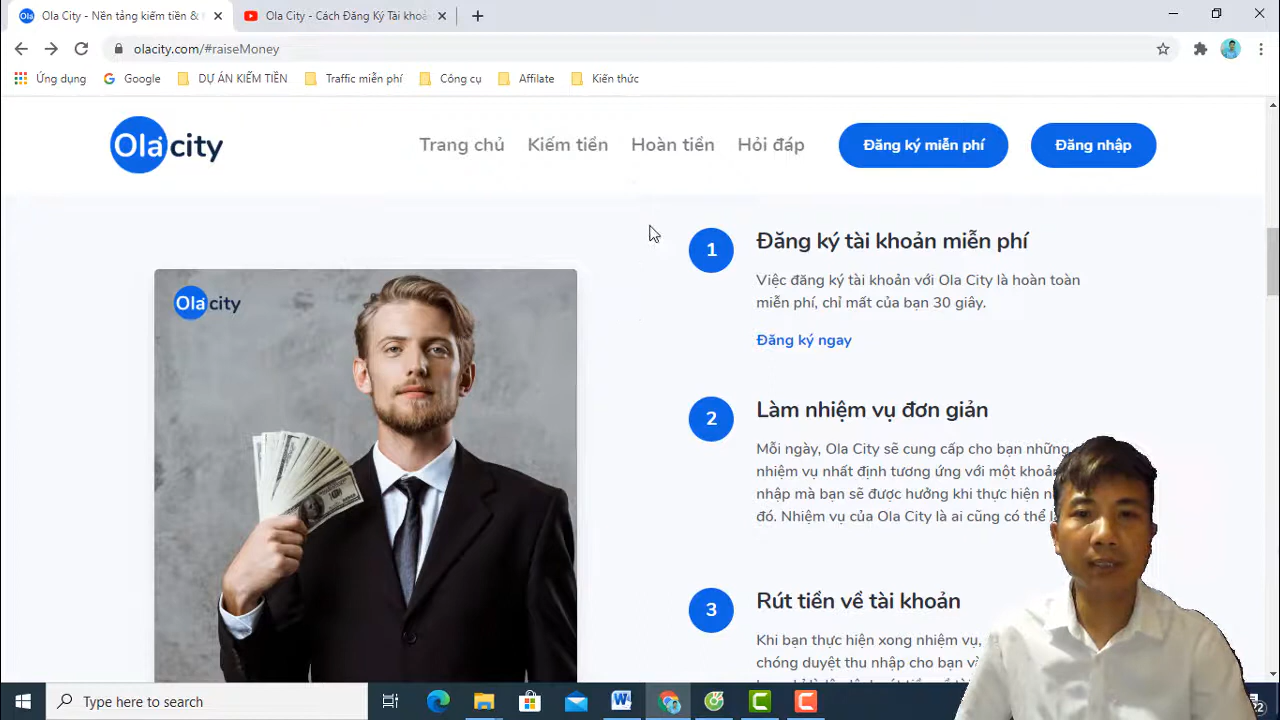 Ola City - Nền tảng kiếm tiền &
Ola City - Cách Đăng Ký Tài khoả
olacity.com/#raiseMoney
Ứng dụng
Google
DỰ ÁN KIẾM TIỀN
Traffic miễn phí
Công cụ
Affilate
Kiến thức
Ola city
Trang chủ
Kiếm tiền
Hoàn tiền
Hỏi đáp
Đăng ký miễn phí
Đăng nhập
Ola city
1
Đăng ký tài khoản miễn phí
Việc đăng ký tài khoản với Ola City là hoàn toàn
miễn phí, chỉ mất của bạn 30 giây.
Đăng ký ngay
2
Làm nhiệm vụ đơn giản
Mỗi ngày, Ola City sẽ cung cấp cho bạn những
nhiệm vụ nhất định tương ứng với một khoản
nhập mà bạn sẽ được hưởng khi thực hiện
đó. Nhiệm vụ của Ola City là ai cũng có thể
3
Rút tiền về tài khoản
Khi bạn thực hiện xong nhiệm vụ,
chóng duyệt thu nhập cho bạn và
Type here to search